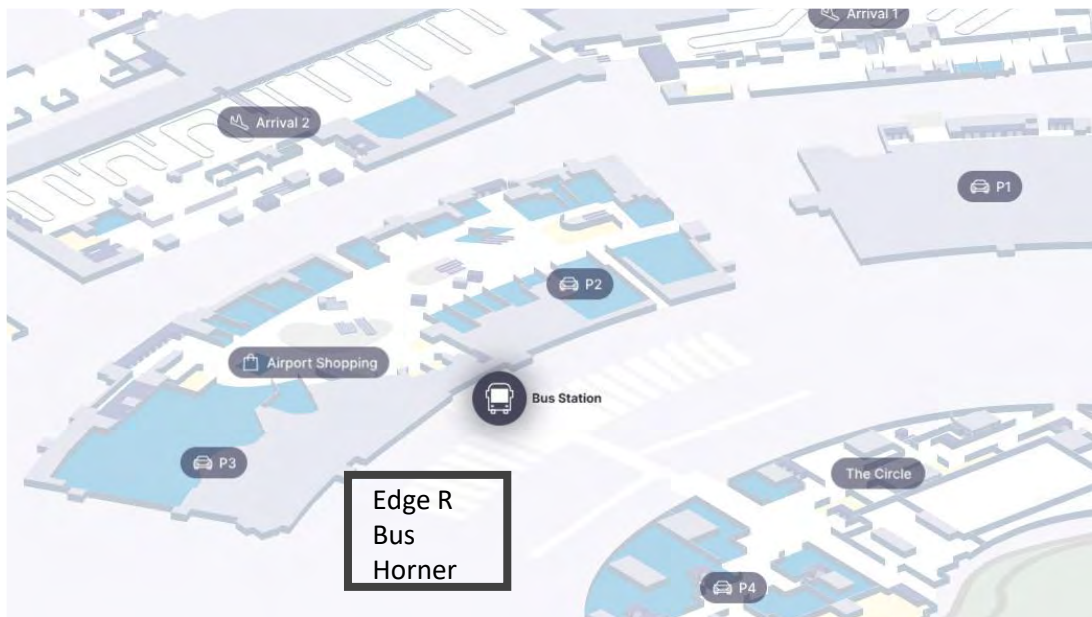 Arrival 1
Arrival 2
P1
P2
Airport Shopping
Bus Station
P3
The Circle
Edge R
Bus
Horner
P4